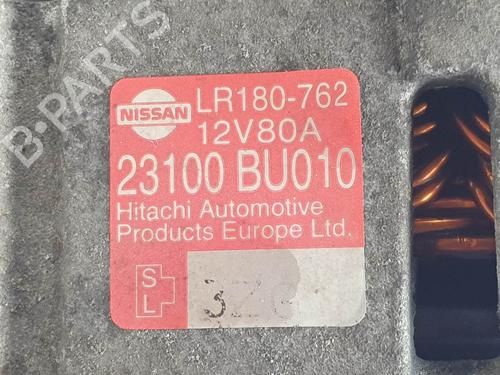 B-PARTS
NISSAN LR180-762
12V80A
23100 BU010
Hitachi Automotive
Products Europe Ltd.
S
L